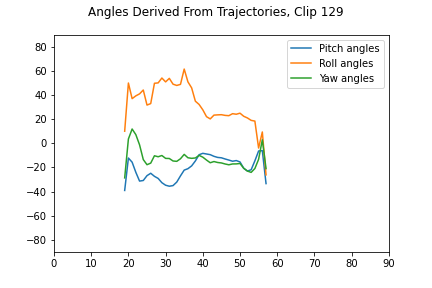 Angles Derived From Trajectories, Clip 129
Pitch angles
Roll angles
Yaw angles
80
60
40
20
0
−20
−40
−60
−80
0 10 20 30 40 50 60 70 80 90